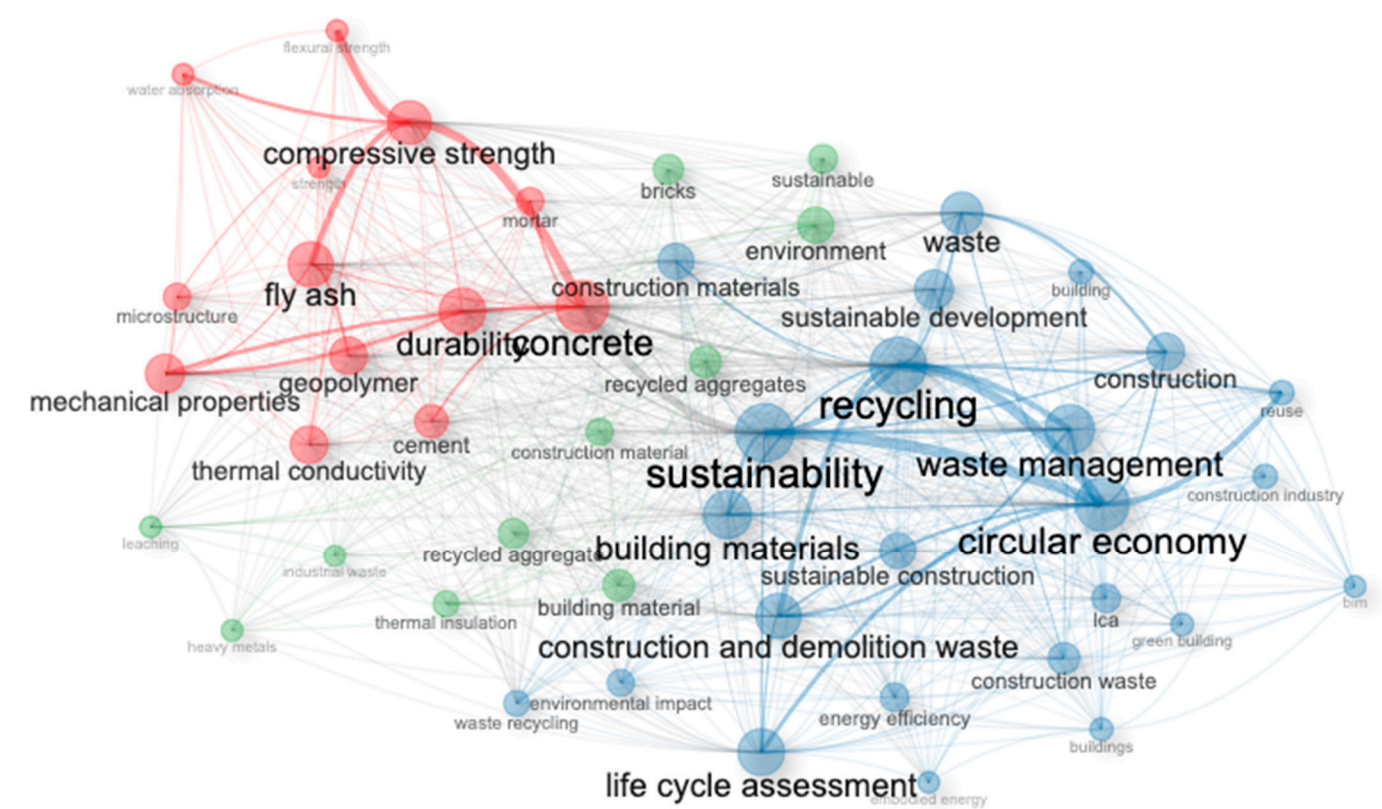 flexural strength
water absorption
compressive strength
strength
bricks
sustainable
mortar
environment
waste
fly ash
construction materials
building
microstructure
sustainable development
durability
concrete
geopolymer
recycled aggregates
construction
mechanical properties
recycling
reuse
cement
construction material
thermal conductivity
sustainability
waste management
construction industry
leaching
recycled aggregate
building materials
circular economy
industrial waste
sustainable construction
building material
bim
thermal insulation
lca
green building
heavy metals
construction and demolition waste
construction waste
environmental impact
waste recycling
energy efficiency
buildings
life cycle assessment
embodied energy